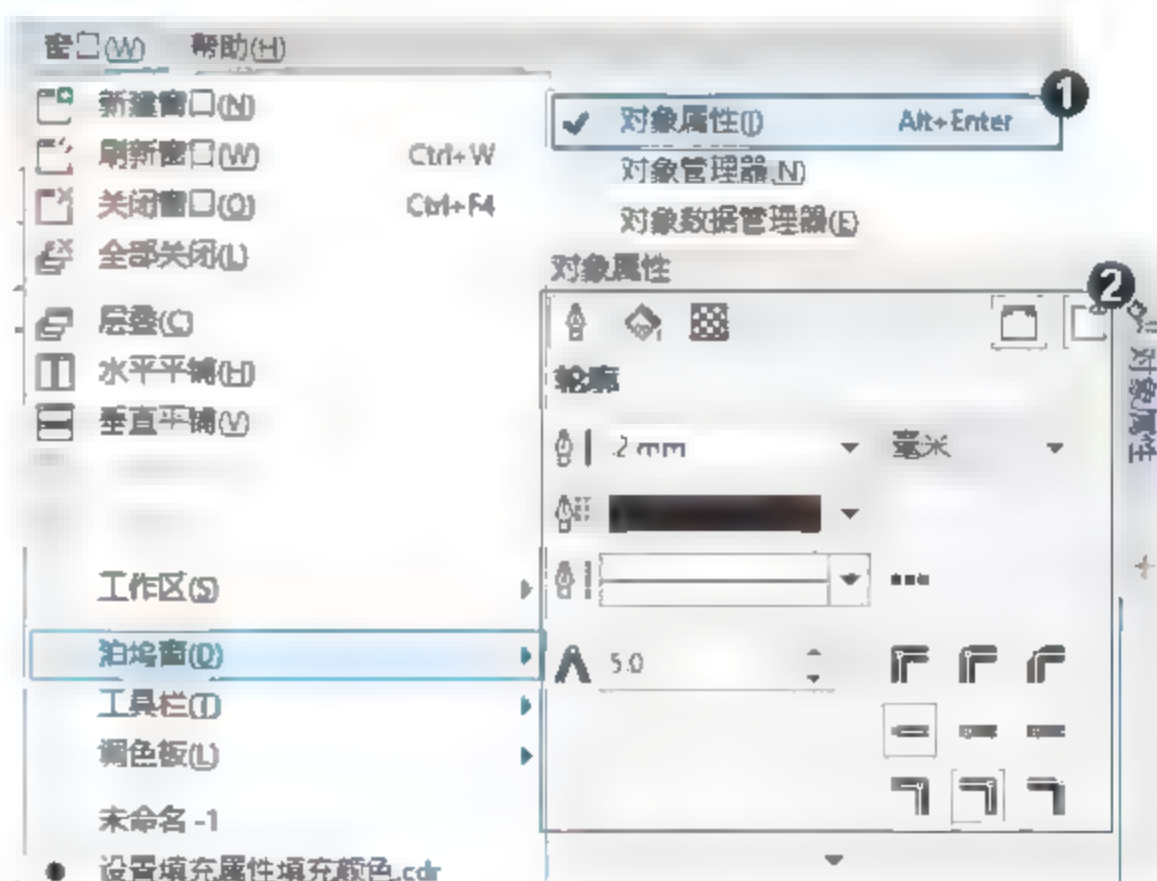 窗口(W) 帮助(H)
新建窗口(N)
刷新窗口(W) Ctrl+W
关闭窗口(O) Ctrl+F4
全部关闭(L)
层叠(C)
水平平铺(H)
垂直平铺(V)
工作区(S)
泊坞窗(D)
工具栏(T)
调色板(L)
未命名 -1
设置填充属性填充颜色.cdr
1
对象属性(I) Alt+Enter
对象管理器(N)
对象数据管理器(E)
对象属性
2
轮廓
.2 mm 毫米
5.0
对象属性